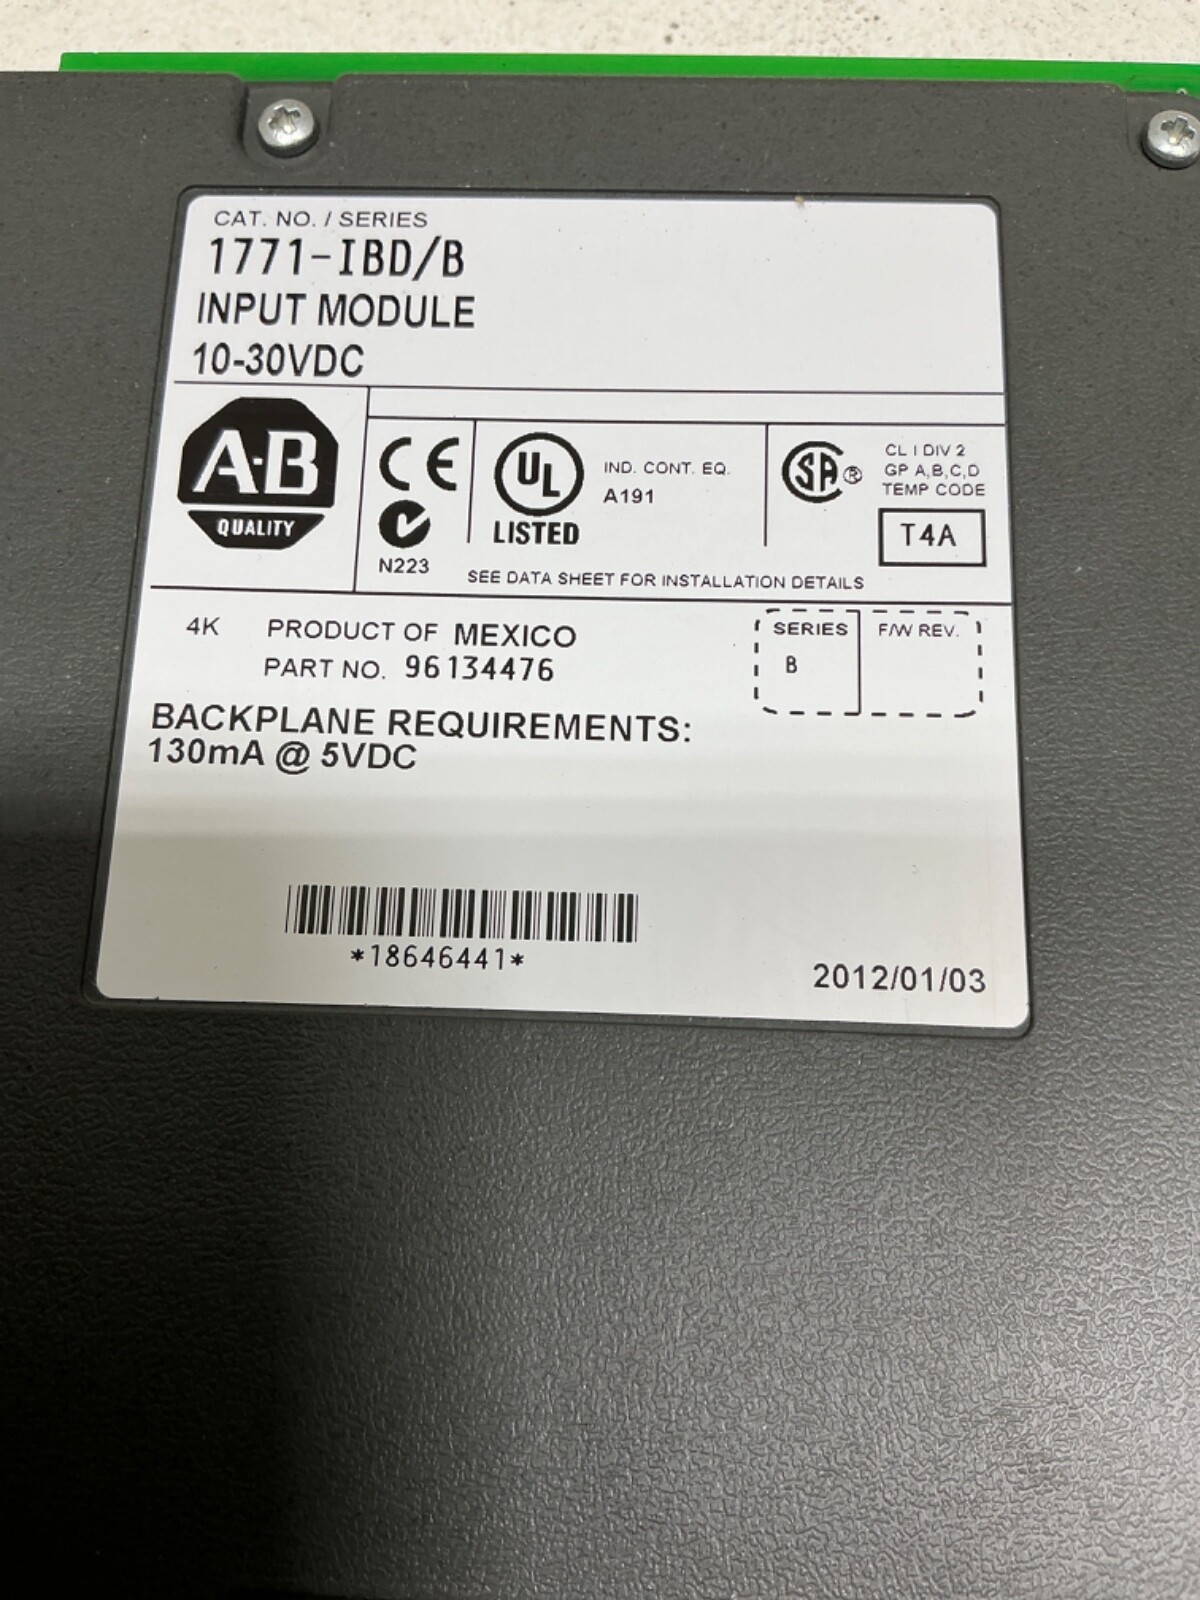 CAT. NO. / SERIES
1771-IBD/B
INPUT MODULE
10-30VDC
A-B
QUALITY
CE
N223
UL
LISTED
IND. CONT. EQ.
A191
SA ®
CL I DIV 2
GP A,B,C,D
TEMP CODE
T4A
SEE DATA SHEET FOR INSTALLATION DETAILS
4K PRODUCT OF MEXICO
PART NO. 96134476
SERIES F/W REV.
B
BACKPLANE REQUIREMENTS:
130mA @ 5VDC
*18646441*
2012/01/03